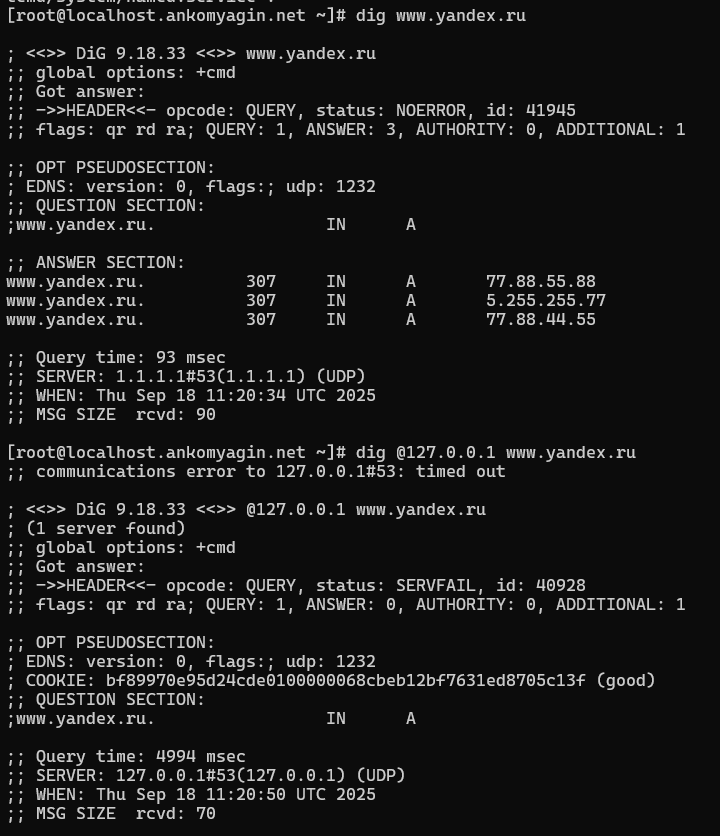 [root@localhost.ankomyagin.net ~]# dig www.yandex.ru

; <<>> DiG 9.18.33 <<>> www.yandex.ru
;; global options: +cmd
;; Got answer:
;; ->>HEADER<<- opcode: QUERY, status: NOERROR, id: 41945
;; flags: qr rd ra; QUERY: 1, ANSWER: 3, AUTHORITY: 0, ADDITIONAL: 1

;; OPT PSEUDOSECTION:
; EDNS: version: 0, flags:; udp: 1232
;; QUESTION SECTION:
;www.yandex.ru.                 IN      A

;; ANSWER SECTION:
www.yandex.ru.          307     IN      A       77.88.55.88
www.yandex.ru.          307     IN      A       5.255.255.77
www.yandex.ru.          307     IN      A       77.88.44.55

;; Query time: 93 msec
;; SERVER: 1.1.1.1#53(1.1.1.1) (UDP)
;; WHEN: Thu Sep 18 11:20:34 UTC 2025
;; MSG SIZE  rcvd: 90

[root@localhost.ankomyagin.net ~]# dig @127.0.0.1 www.yandex.ru
;; communications error to 127.0.0.1#53: timed out

; <<>> DiG 9.18.33 <<>> @127.0.0.1 www.yandex.ru
; (1 server found)
;; global options: +cmd
;; Got answer:
;; ->>HEADER<<- opcode: QUERY, status: SERVFAIL, id: 40928
;; flags: qr rd ra; QUERY: 1, ANSWER: 0, AUTHORITY: 0, ADDITIONAL: 1

;; OPT PSEUDOSECTION:
; EDNS: version: 0, flags:; udp: 1232
; COOKIE: bf89970e95d24cde0100000068cbeb12bf7631ed8705c13f (good)
;; QUESTION SECTION:
;www.yandex.ru.                 IN      A

;; Query time: 4994 msec
;; SERVER: 127.0.0.1#53(127.0.0.1) (UDP)
;; WHEN: Thu Sep 18 11:20:50 UTC 2025
;; MSG SIZE  rcvd: 70